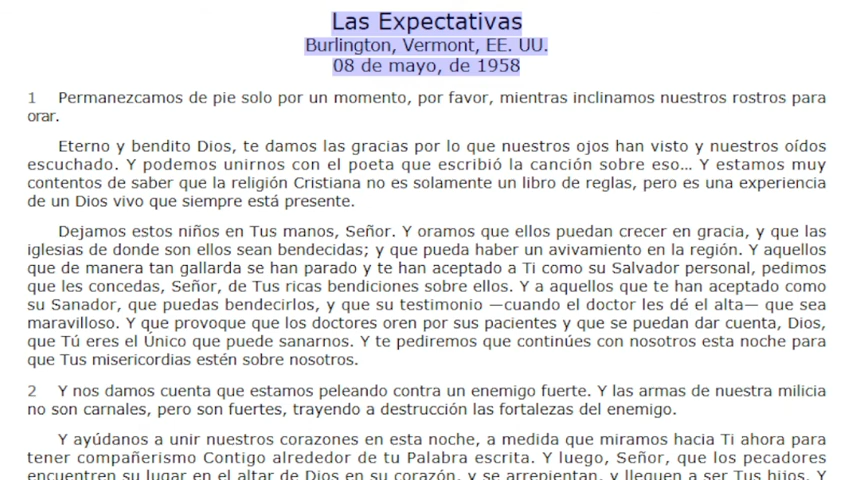 Las Expectativas
Burlington, Vermont, EE. UU.
08 de mayo, de 1958
1 Permanezcamos de pie solo por un momento, por favor, mientras inclinamos nuestros rostros para
orar.
Eterno y bendito Dios, te damos las gracias por lo que nuestros ojos han visto y nuestros oídos
escuchado. Y podemos unirnos con el poeta que escribió la canción sobre eso... Y estamos muy
contentos de saber que la religión Cristiana no es solamente un libro de reglas, pero es una experiencia
de un Dios vivo que siempre está presente.
Dejamos estos niños en Tus manos, Señor. Y oramos que ellos puedan crecer en gracia, y que las
iglesias de donde son ellos sean bendecidas; y que pueda haber un avivamiento en la región. Y aquellos
que de manera tan gallarda se han parado y te han aceptado a Ti como su Salvador personal, pedimos
que les concedas, Señor, de Tus ricas bendiciones sobre ellos. Y a aquellos que te han aceptado como
su Sanador, que puedas bendecirlos, y que su testimonio —cuando el doctor les dé el alta— que sea
maravilloso. Y que provoque que los doctores oren por sus pacientes y que se puedan dar cuenta, Dios,
que Tú eres el Único que puede sanarnos. Y te pediremos que continúes con nosotros esta noche para
que Tus misericordias estén sobre nosotros.
2 Y nos damos cuenta que estamos peleando contra un enemigo fuerte. Y las armas de nuestra milicia
no son carnales, pero son fuertes, trayendo a destrucción las fortalezas del enemigo.
Y ayúdanos a unir nuestros corazones en esta noche, a medida que miramos hacia Ti ahora para
tener compañerismo Contigo alrededor de tu Palabra escrita. Y luego, Señor, que los pecadores
encuentren su lugar en el altar de Dios en su corazón, y se arrepientan, y lleguen a ser Tus hijos. Y